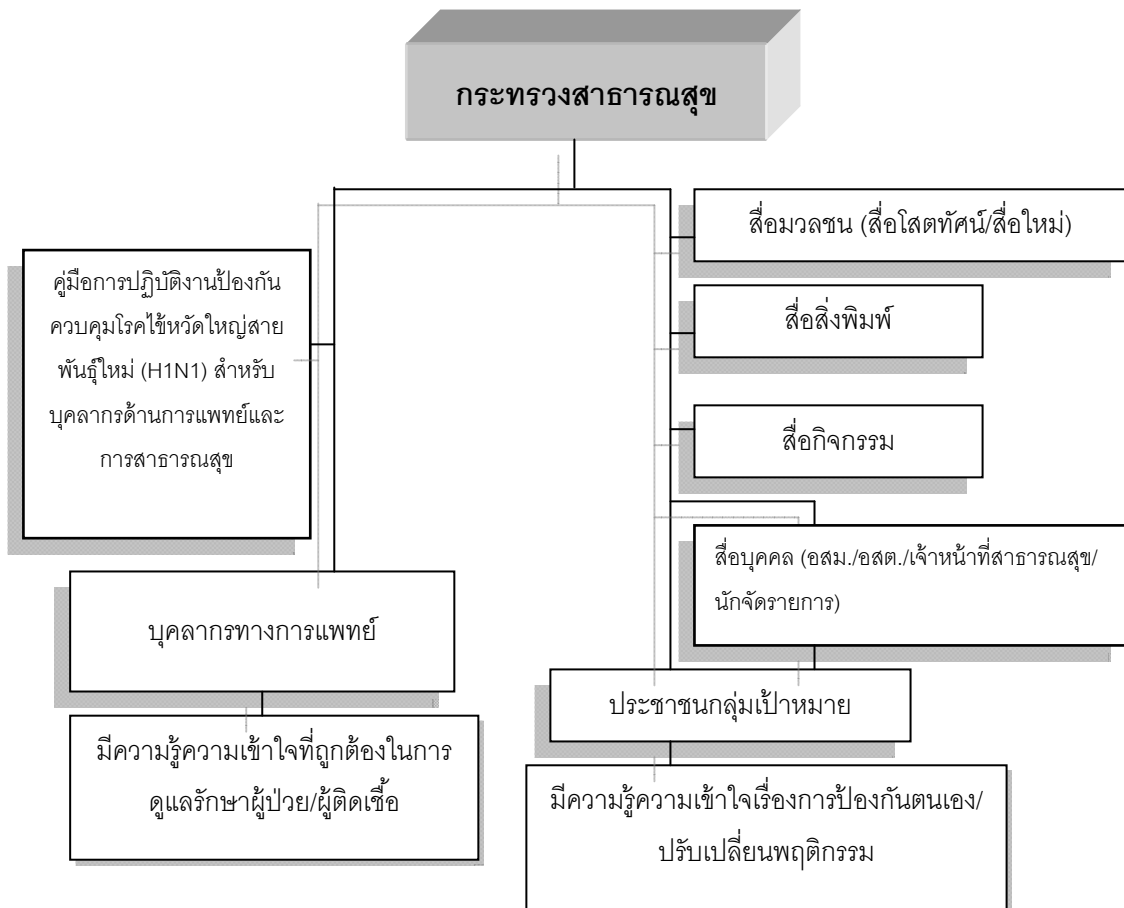 กระทรวงสาธารณสุข
สื่อมวลชน (สื่อโสตทัศน์/สื่อใหม่)
คู่มือการปฏิบัติงานป้องกัน
ควบคุมโรคไข้หวัดใหญ่สาย
พันธุ์ใหม่ (H1N1) สำหรับ
บุคลากรด้านการแพทย์และ
การสาธารณสุข
สื่อสิ่งพิมพ์
สื่อกิจกรรม
สื่อบุคคล (อสม./อสต./เจ้าหน้าที่สาธารณสุข/
นักจัดรายการ)
บุคลากรทางการแพทย์
ประชาชนกลุ่มเป้าหมาย
มีความรู้ความเข้าใจที่ถูกต้องในการ
ดูแลรักษาผู้ป่วย/ผู้ติดเชื้อ
มีความรู้ความเข้าใจเรื่องการป้องกันตนเอง/
ปรับเปลี่ยนพฤติกรรม